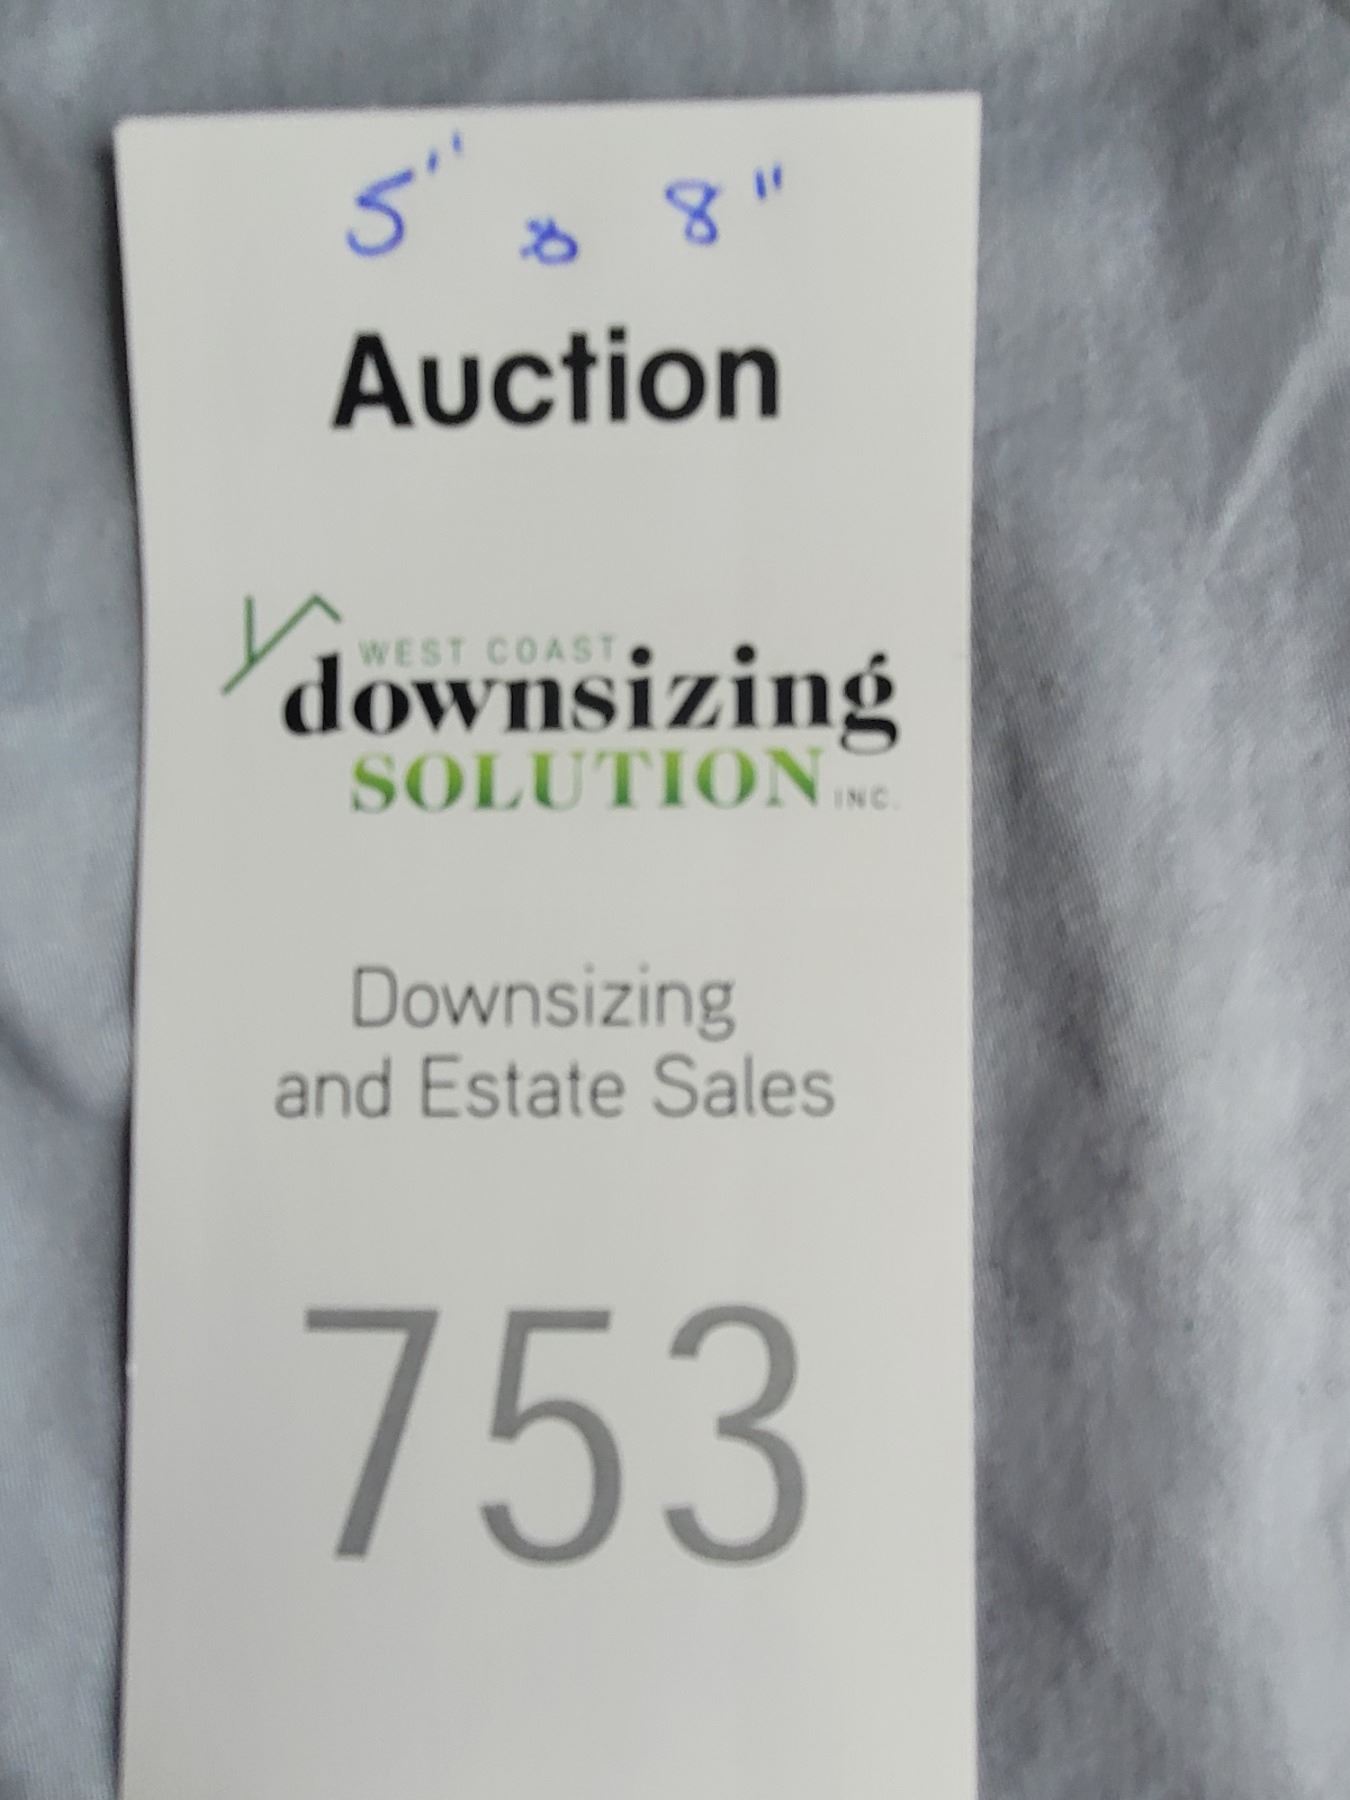 5" & 8"
Auction
WEST COAST
downsizing
SOLUTION INC.
Downsizing
and Estate Sales
753